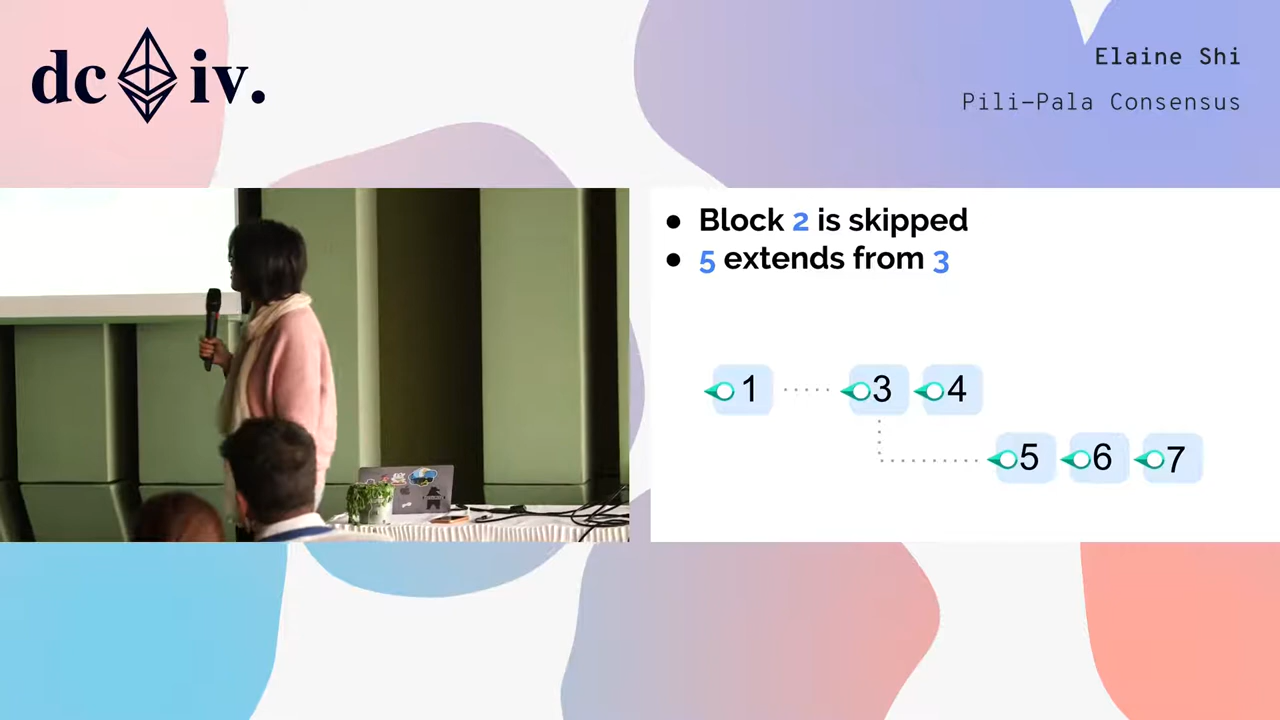 dc iv.
Elaine Shi
Pili-Pala Consensus
● Block 2 is skipped
● 5 extends from 3
1 3 4
5 6 7